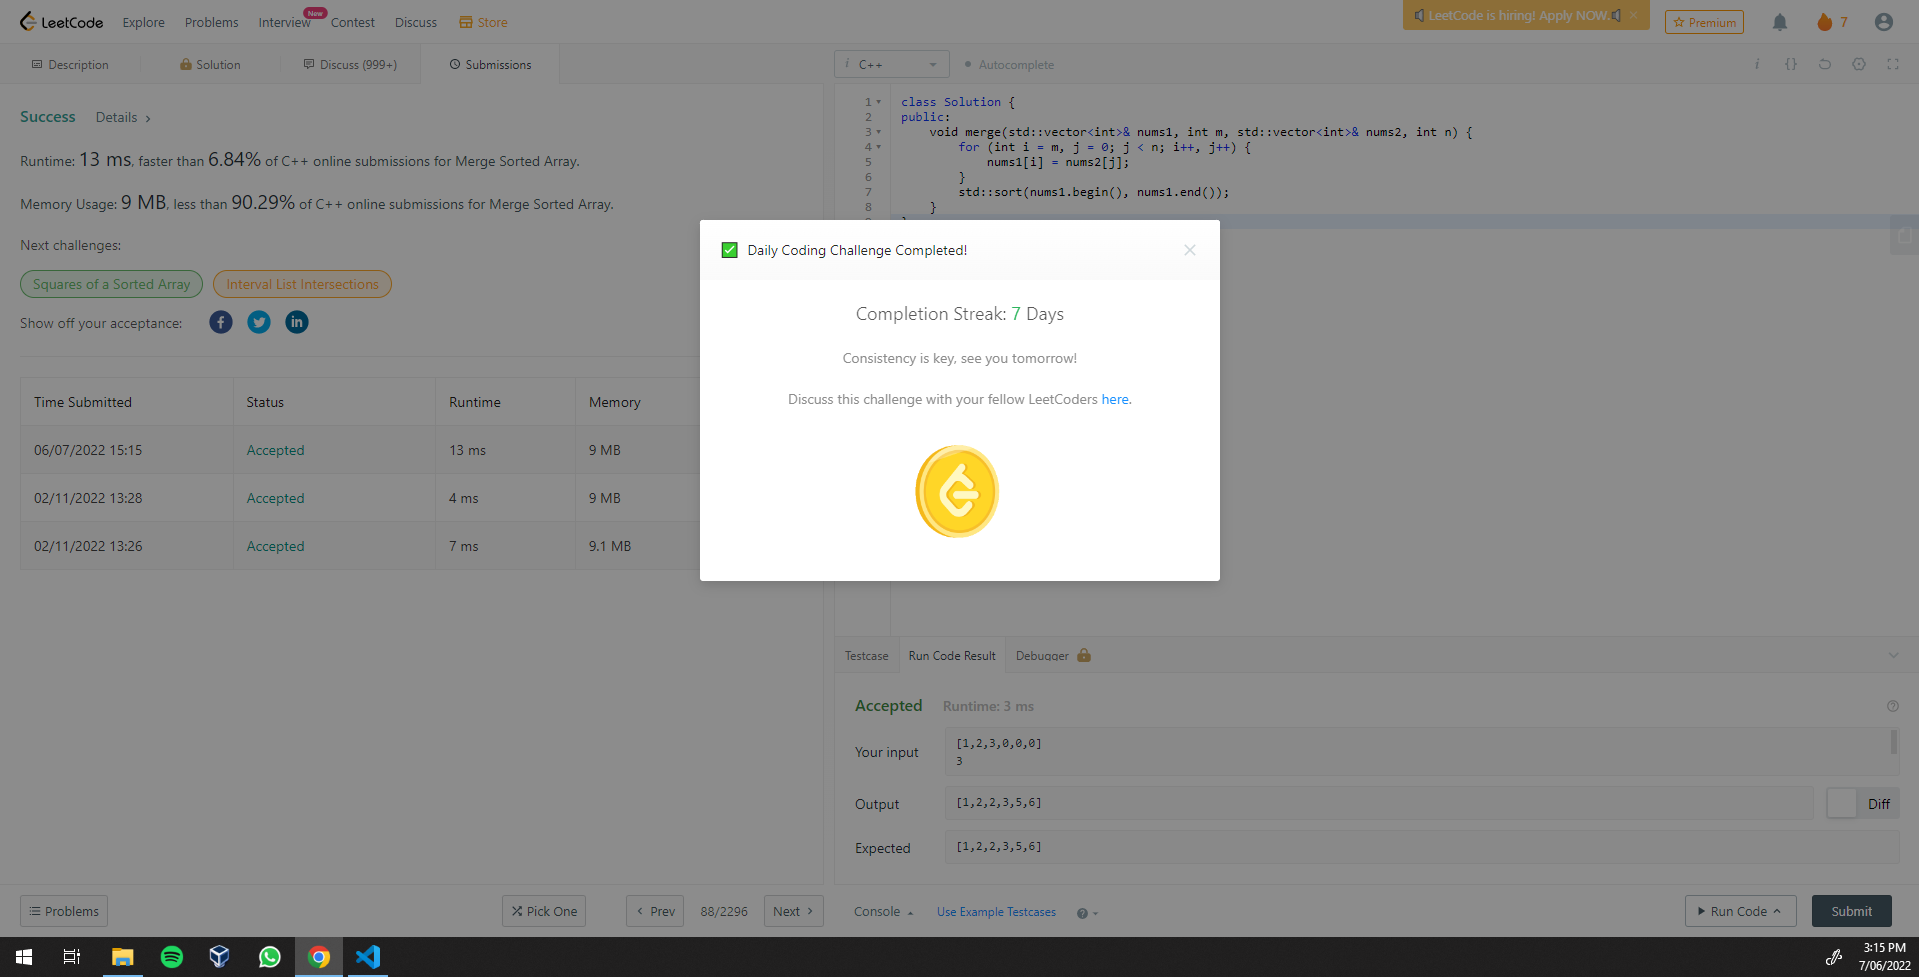 LeetCode Explore Problems Interview New Contest Discuss Store LeetCode is hiring! Apply NOW. × Premium 7
Description Solution Discuss (999+) Submissions
i C++ Autocomplete i {}
Success Details >
Runtime: 13 ms, faster than 6.84% of C++ online submissions for Merge Sorted Array.
Memory Usage: 9 MB, less than 90.29% of C++ online submissions for Merge Sorted Array.
Next challenges:
Squares of a Sorted Array Interval List Intersections
Show off your acceptance: f in
Time Submitted Status Runtime Memory
06/07/2022 15:15 Accepted 13 ms 9 MB
02/11/2022 13:28 Accepted 4 ms 9 MB
02/11/2022 13:26 Accepted 7 ms 9.1 MB
1 class Solution {
2 public:
3 void merge(std::vector<int>& nums1, int m, std::vector<int>& nums2, int n) {
4 for (int i = m, j = 0; j < n; i++, j++) {
5 nums1[i] = nums2[j];
6 }
7 std::sort(nums1.begin(), nums1.end());
8 }
Daily Coding Challenge Completed!
Completion Streak: 7 Days
Consistency is key, see you tomorrow!
Discuss this challenge with your fellow LeetCoders here.
Testcase Run Code Result Debugger
Accepted Runtime: 3 ms
Your input
[1,2,3,0,0,0]
3
Output [1,2,2,3,5,6] Diff
Expected [1,2,2,3,5,6]
Problems Pick One < Prev 88/2296 Next > Console Use Example Testcases Run Code Submit
3:15 PM
7/06/2022